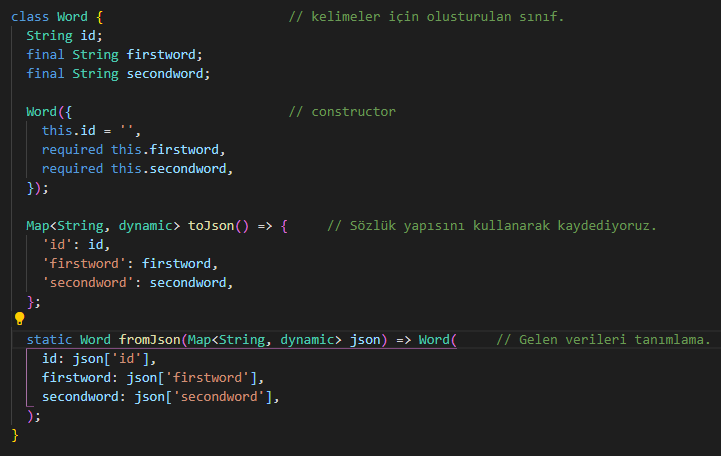 class Word {                        // kelimeler için olusturulan sınıf.
  String id;
  final String firstword;
  final String secondword;

  Word({                            // constructor
    this.id = '',
    required this.firstword,
    required this.secondword,
  });

  Map<String, dynamic> toJson() => {     // Sözlük yapısını kullanarak kaydediyoruz.
    'id': id,
    'firstword': firstword,
    'secondword': secondword,
  };

  static Word fromJson(Map<String, dynamic> json) => Word(     // Gelen verileri tanımlama.
    id: json['id'],
    firstword: json['firstword'],
    secondword: json['secondword'],
  );
}